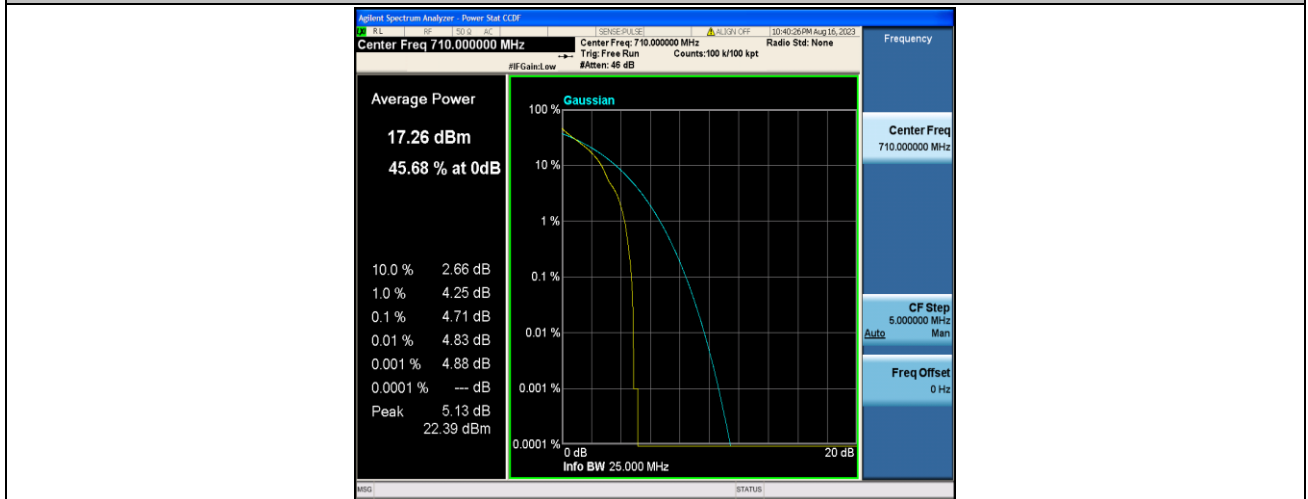 Agilent Spectrum Analyzer - Power Stat CCDF
RL RF 50 Ω AC SENSE:PULSE ALIGN OFF 10:40:26 PM Aug 16, 2023
Center Freq 710.000000 MHz
Center Freq: 710.000000 MHz Radio Std: None
Trig: Free Run Counts:100 k/100 kpt
#IFGain:Low #Atten: 46 dB
Frequency
Average Power
17.26 dBm
45.68 % at 0dB
10.0 % 2.66 dB
1.0 % 4.25 dB
0.1 % 4.71 dB
0.01 % 4.83 dB
0.001 % 4.88 dB
0.0001 % --- dB
Peak 5.13 dB
22.39 dBm
Gaussian
100 %
10 %
1 %
0.1 %
0.01 %
0.001 %
0.0001 %
0 dB 20 dB
Info BW 25.000 MHz
Center Freq
710.000000 MHz
CF Step
5.000000 MHz
Auto Man
Freq Offset
0 Hz
MSG STATUS